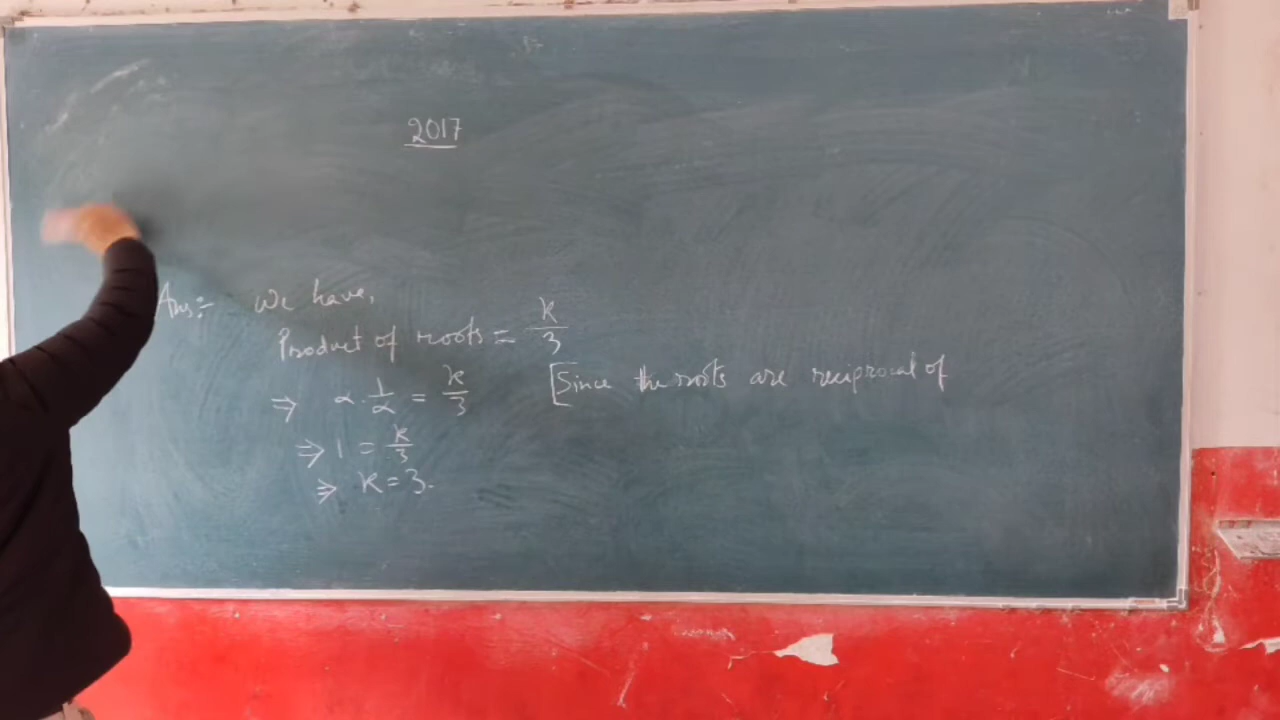 2017
Ans:- We have,
Product of roots = k/3
⇒ α. 1/α = k/3 [Since the roots are reciprocal of
⇒ 1 = k/3
⇒ k = 3.